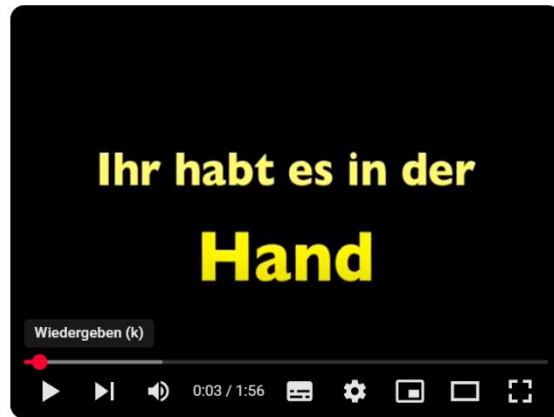 Ihr habt es in der
Hand
Wiedergeben (k)
0:03 / 1:56